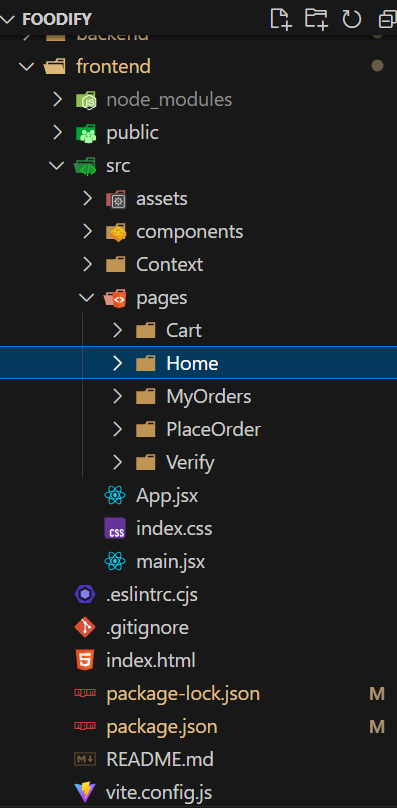 FOODIFY
backend
frontend
node_modules
public
src
assets
components
Context
pages
Cart
Home
MyOrders
PlaceOrder
Verify
App.jsx
CSS index.css
main.jsx
.eslintrc.cjs
.gitignore
index.html
package-lock.json M
package.json M
README.md
vite.config.js